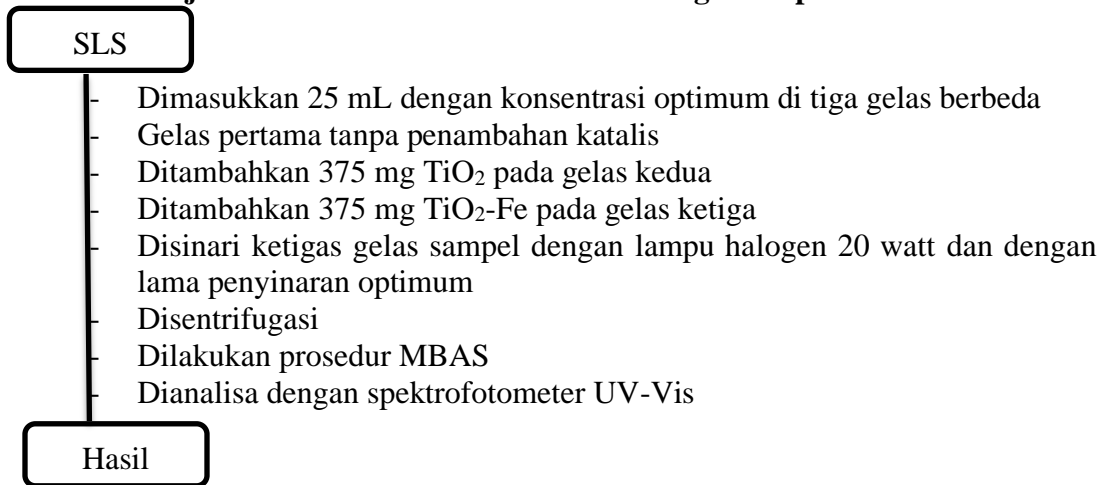 SLS
- Dimasukkan 25 mL dengan konsentrasi optimum di tiga gelas berbeda
- Gelas pertama tanpa penambahan katalis
- Ditambahkan 375 mg TiO₂ pada gelas kedua
- Ditambahkan 375 mg TiO₂-Fe pada gelas ketiga
- Disinari ketigas gelas sampel dengan lampu halogen 20 watt dan dengan
lama penyinaran optimum
- Disentrifugasi
- Dilakukan prosedur MBAS
- Dianalisa dengan spektrofotometer UV-Vis
Hasil